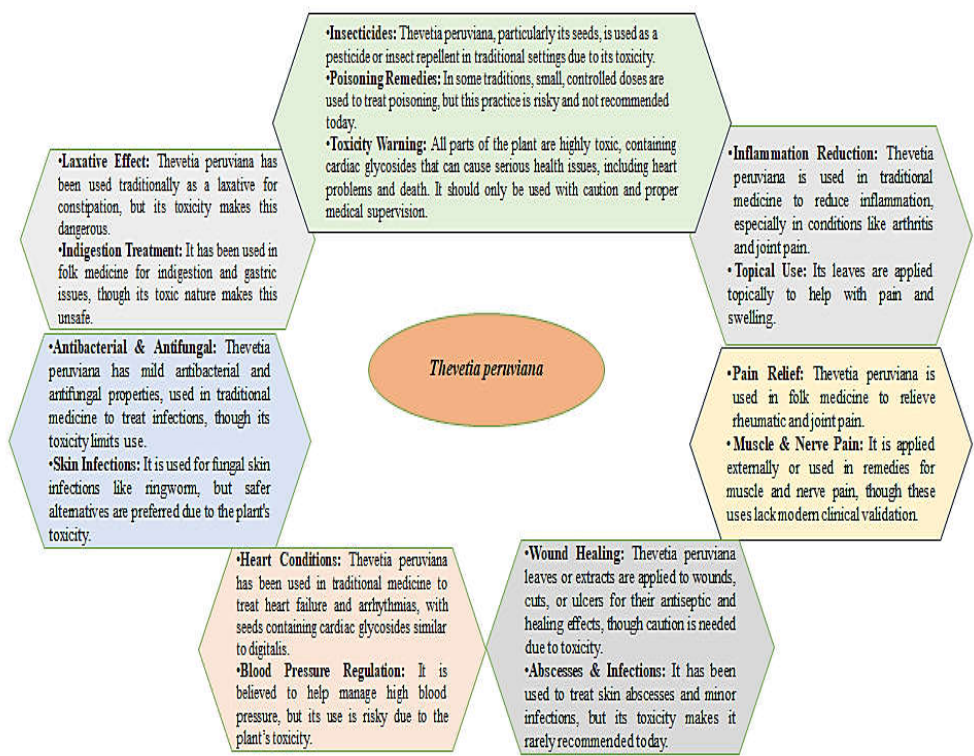 •Insecticides: Thevetia peruviana, particularly its seeds, is used as a
pesticide or insect repellent in traditional settings due to its toxicity.
•Poisoning Remedies: In some traditions, small, controlled doses are
used to treat poisoning, but this practice is risky and not recommended
today.
•Toxicity Warning: All parts of the plant are highly toxic, containing
cardiac glycosides that can cause serious health issues, including heart
problems and death. It should only be used with caution and proper
medical supervision.
•Laxative Effect: Thevetia peruviana has
been used traditionally as a laxative for
constipation, but its toxicity makes this
dangerous.
•Indigestion Treatment: It has been used in
folk medicine for indigestion and gastric
issues, though its toxic nature makes this
unsafe.
•Inflammation Reduction: Thevetia
peruviana is used in traditional
medicine to reduce inflammation,
especially in conditions like arthritis
and joint pain.
•Topical Use: Its leaves are applied
topically to help with pain and
swelling.
Thevetia peruviana
•Antibacterial & Antifungal: Thevetia
peruviana has mild antibacterial and
antifungal properties, used in traditional
medicine to treat infections, though its
toxicity limits use.
•Skin Infections: It is used for fungal skin
infections like ringworm, but safer
alternatives are preferred due to the plant's
toxicity.
•Pain Relief: Thevetia peruviana is
used in folk medicine to relieve
rheumatic and joint pain.
•Muscle & Nerve Pain: It is applied
externally or used in remedies for
muscle and nerve pain, though these
uses lack modern clinical validation.
•Heart Conditions: Thevetia peruviana
has been used in traditional medicine to
treat heart failure and arrhythmias, with
seeds containing cardiac glycosides similar
to digitalis.
•Blood Pressure Regulation: It is
believed to help manage high blood
pressure, but its use is risky due to the
plant’s toxicity.
•Wound Healing: Thevetia peruviana
leaves or extracts are applied to wounds,
cuts, or ulcers for their antiseptic and
healing effects, though caution is needed
due to toxicity.
•Abscesses & Infections: It has been
used to treat skin abscesses and minor
infections, but its toxicity makes it
rarely recommended today.